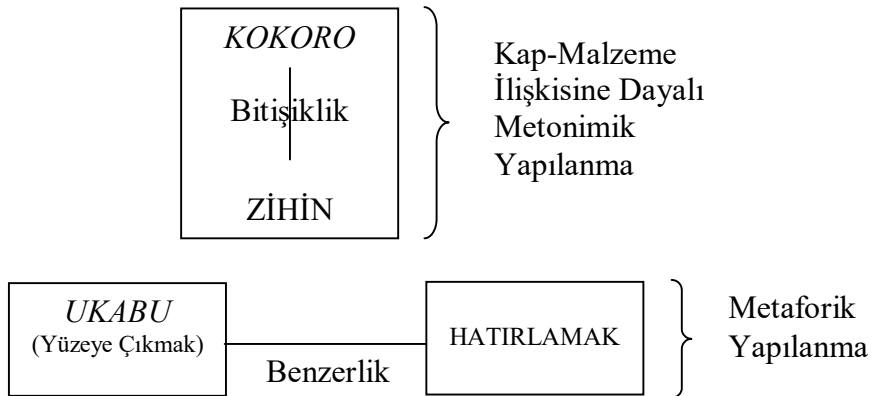 KOKORO
Bitişiklik
ZİHİN
Kap-Malzeme
İlişkisine Dayalı
Metonimik
Yapılanma
UKABU
(Yüzeye Çıkmak)
Benzerlik
HATIRLAMAK
Metaforik
Yapılanma